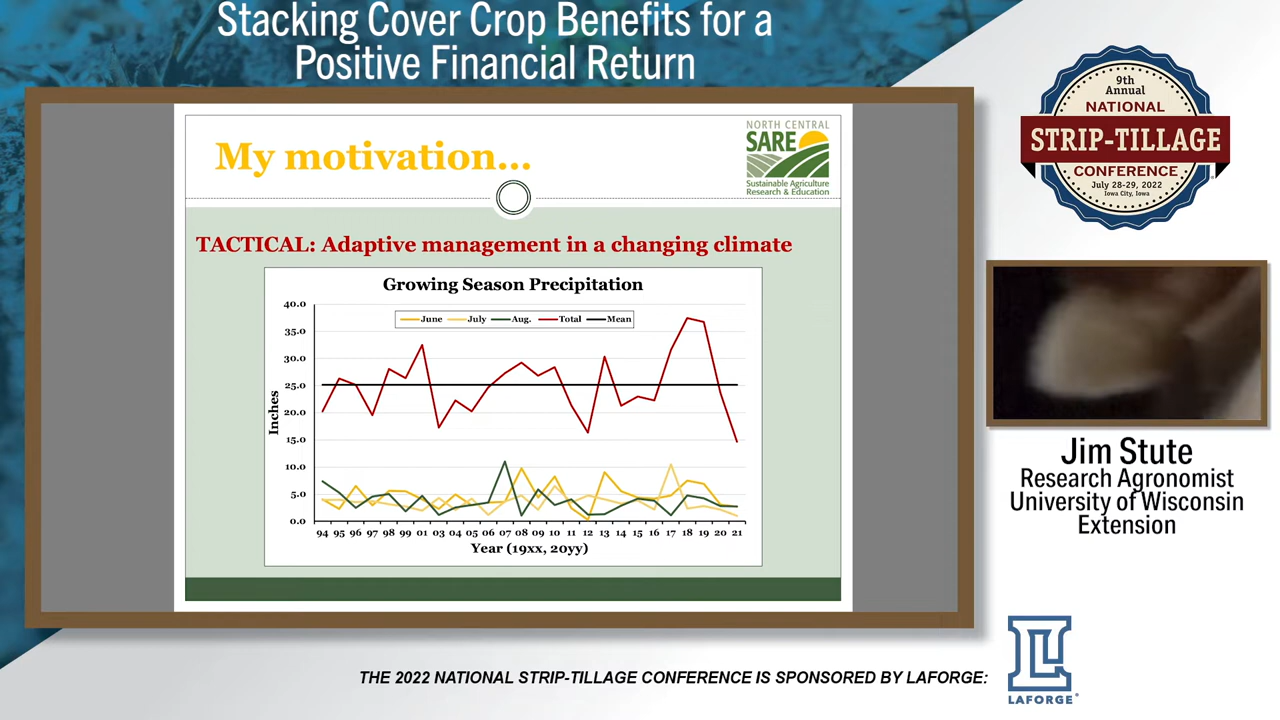 Stacking Cover Crop Benefits for a
Positive Financial Return
My motivation...
NORTH CENTRAL
SARE
Sustainable Agriculture
Research & Education
TACTICAL: Adaptive management in a changing climate
Growing Season Precipitation
June July Aug. Total Mean
40.0
35.0
30.0
25.0
20.0
15.0
10.0
5.0
0.0
Inches
94 95 96 97 98 99 01 03 04 05 06 07 08 09 10 11 12 13 14 15 16 17 18 19 20 21
Year (19xx, 20yy)
9th
Annual
NATIONAL
STRIP-TILLAGE
CONFERENCE
July 28-29, 2022
Iowa City, Iowa
Jim Stute
Research Agronomist
University of Wisconsin
Extension
THE 2022 NATIONAL STRIP-TILLAGE CONFERENCE IS SPONSORED BY LAFORGE:
LAFORGE®